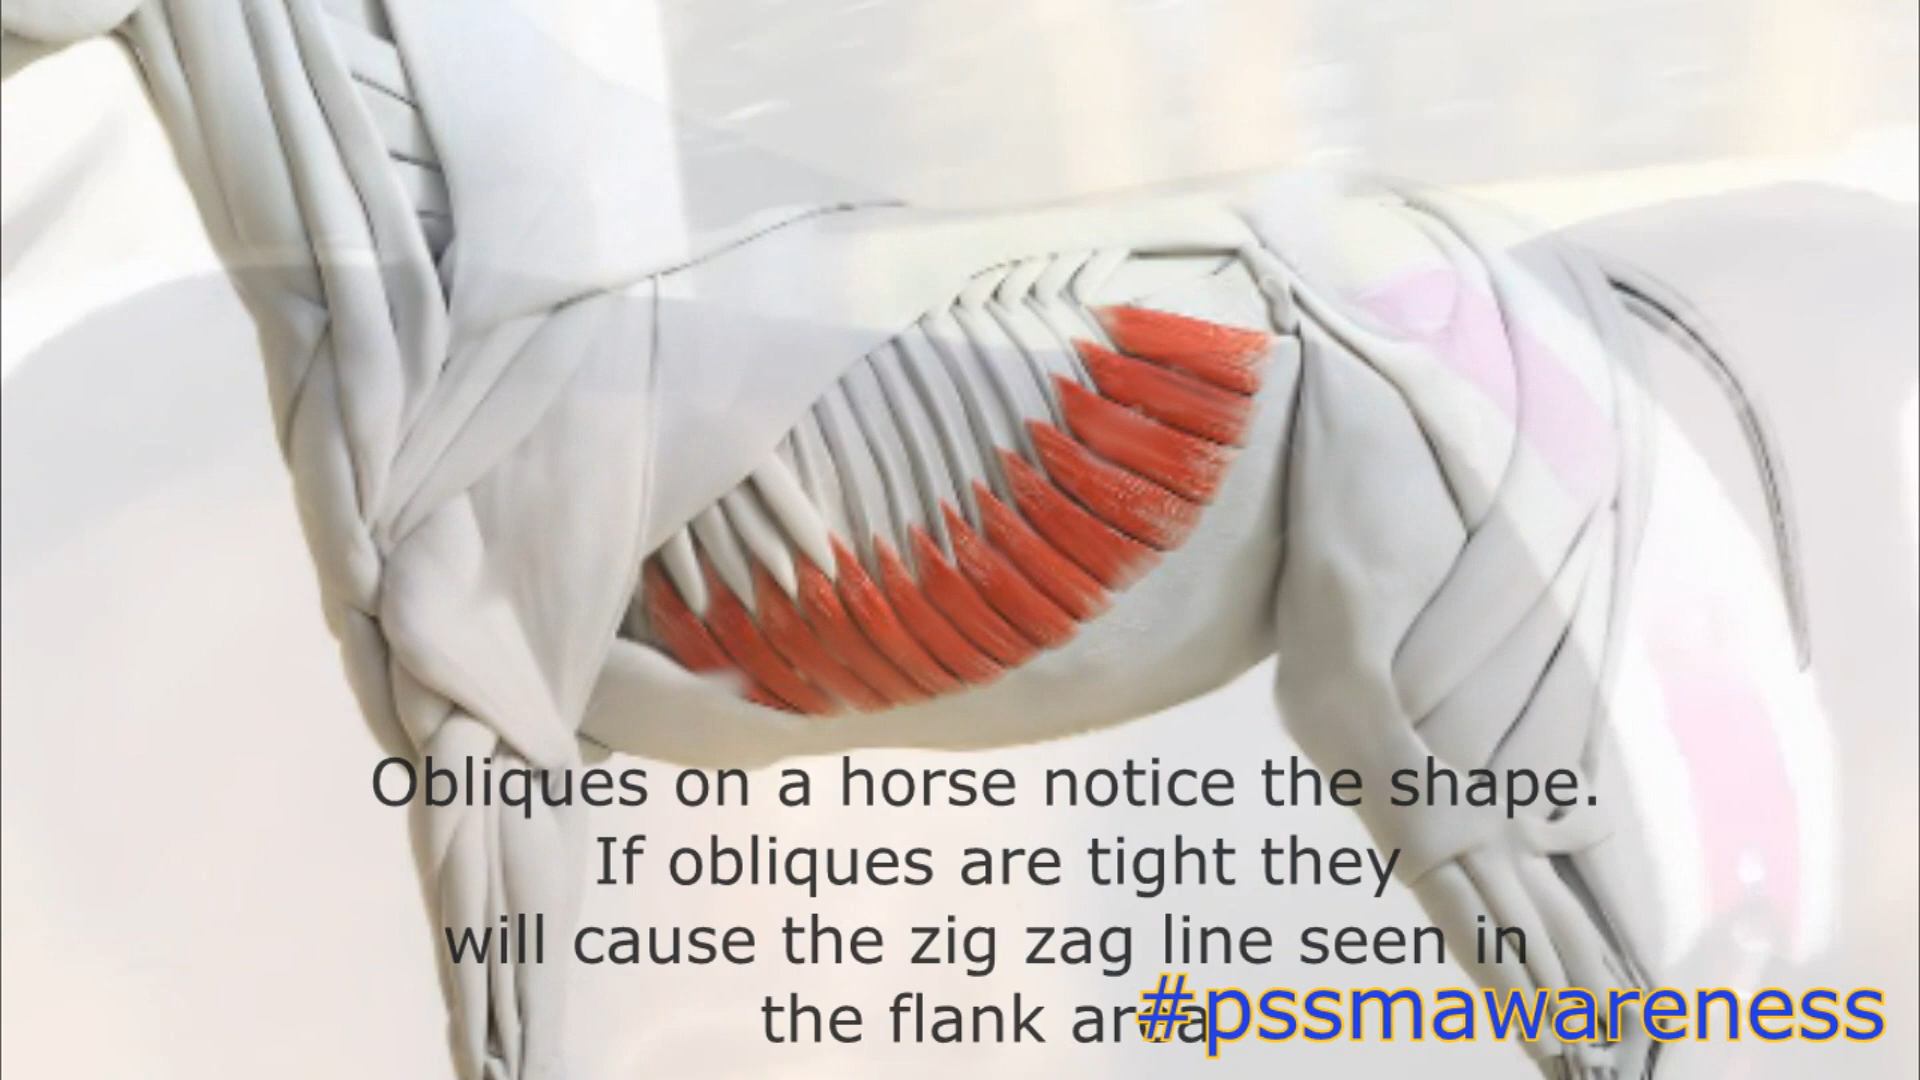 Obliques on a horse notice the shape.
If obliques are tight they
will cause the zig zag line seen in
the flank area
#pssmawareness